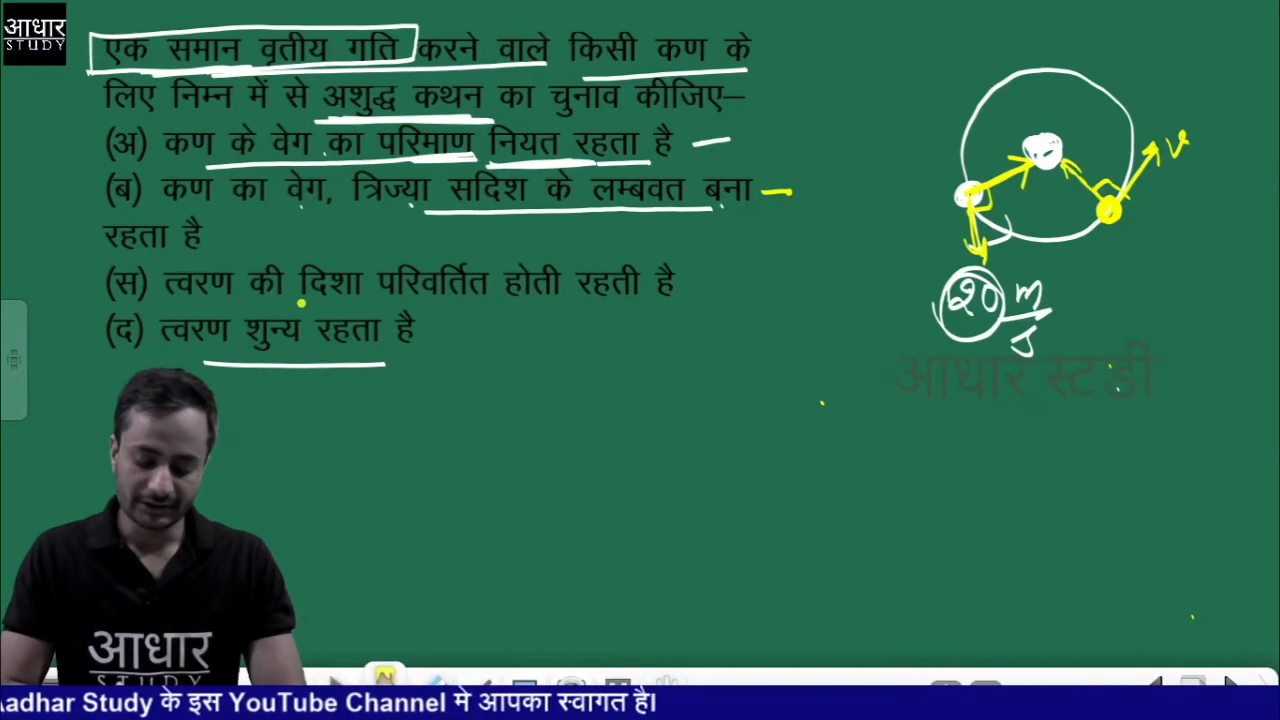 आधार
STUDY
एक समान वृतीय गति करने वाले किसी कण के
लिए निम्न में से अशुद्ध कथन का चुनाव कीजिए–
(अ) कण के वेग का परिमाण नियत रहता है
(ब) कण का वेग, त्रिज्या सदिश के लम्बवत बना
रहता है
(स) त्वरण की दिशा परिवर्तित होती रहती है
(द) त्वरण शुन्य रहता है
v
20 m/s
आधार स्टडी
आधार
STUDY
Aadhar Study के इस YouTube Channel मे आपका स्वागत है।